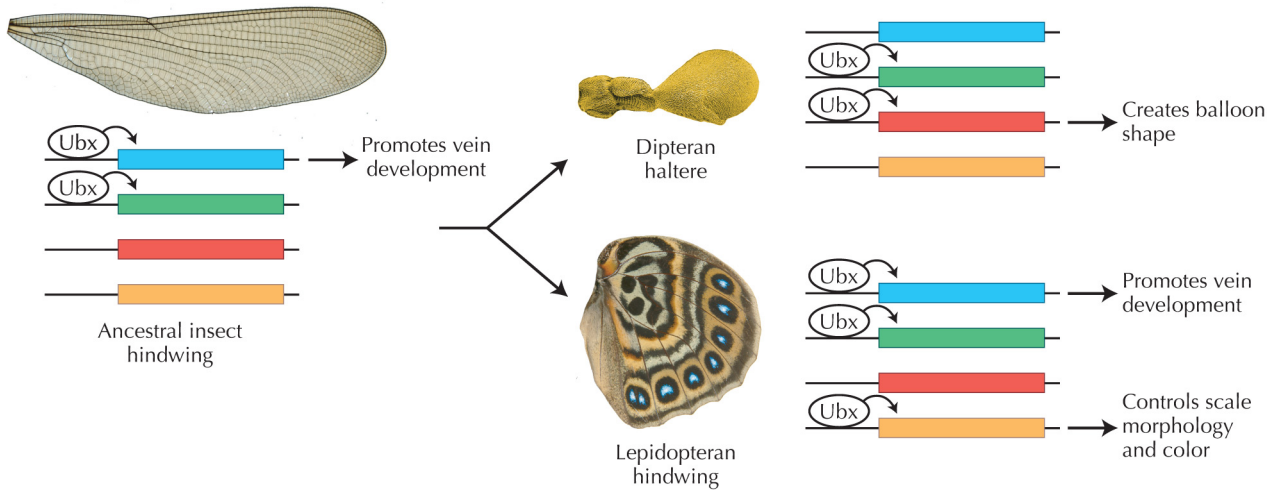 Ubx
Ubx
Promotes vein
development
Ancestral insect
hindwing
Dipteran
haltere
Ubx
Ubx
Creates balloon
shape
Lepidopteran
hindwing
Ubx
Promotes vein
development
Ubx
Ubx
Controls scale
morphology
and color